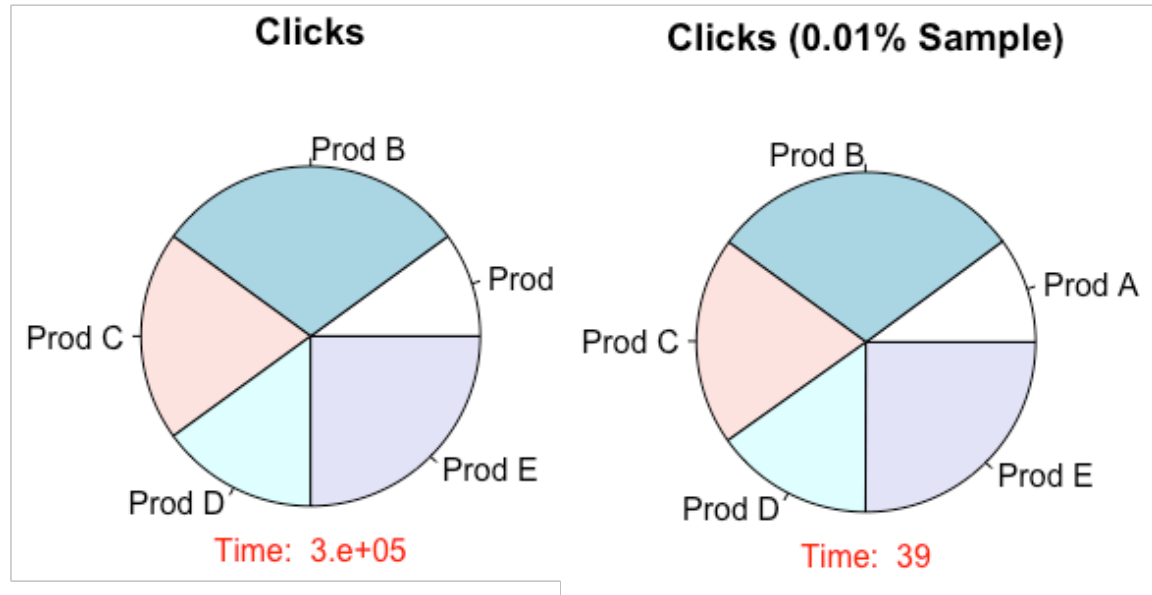 Clicks
Prod B
Prod
Prod C
Prod E
Prod D
Time: 3.e+05
Clicks (0.01% Sample)
Prod B
Prod A
Prod C
Prod E
Prod D
Time: 39